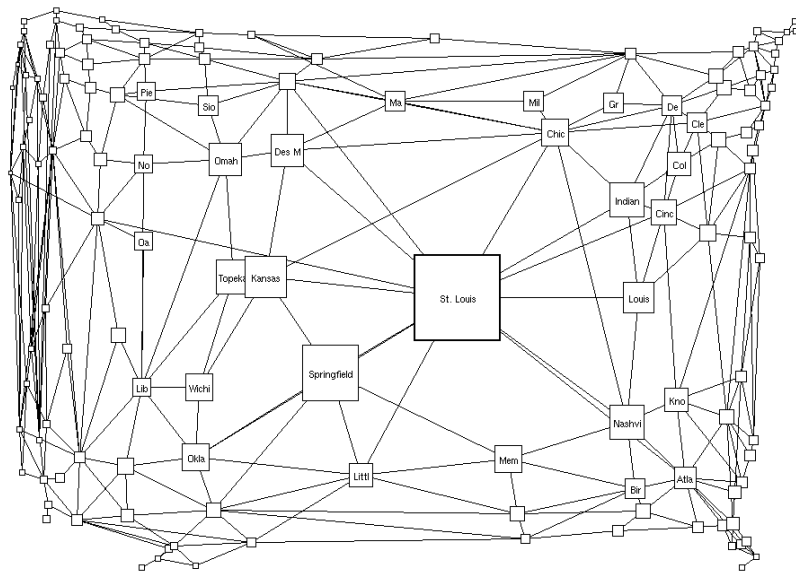 Pie
Sio
Ma
Mil
Gr
De
Cle
Chic
No
Omah
Des M
Col
Indian
Cinc
Oa
Topeka
Kansas
St. Louis
Louis
Springfield
Lib
Wichi
Kno
Nashvi
Okla
Littl
Mem
Bir
Atla